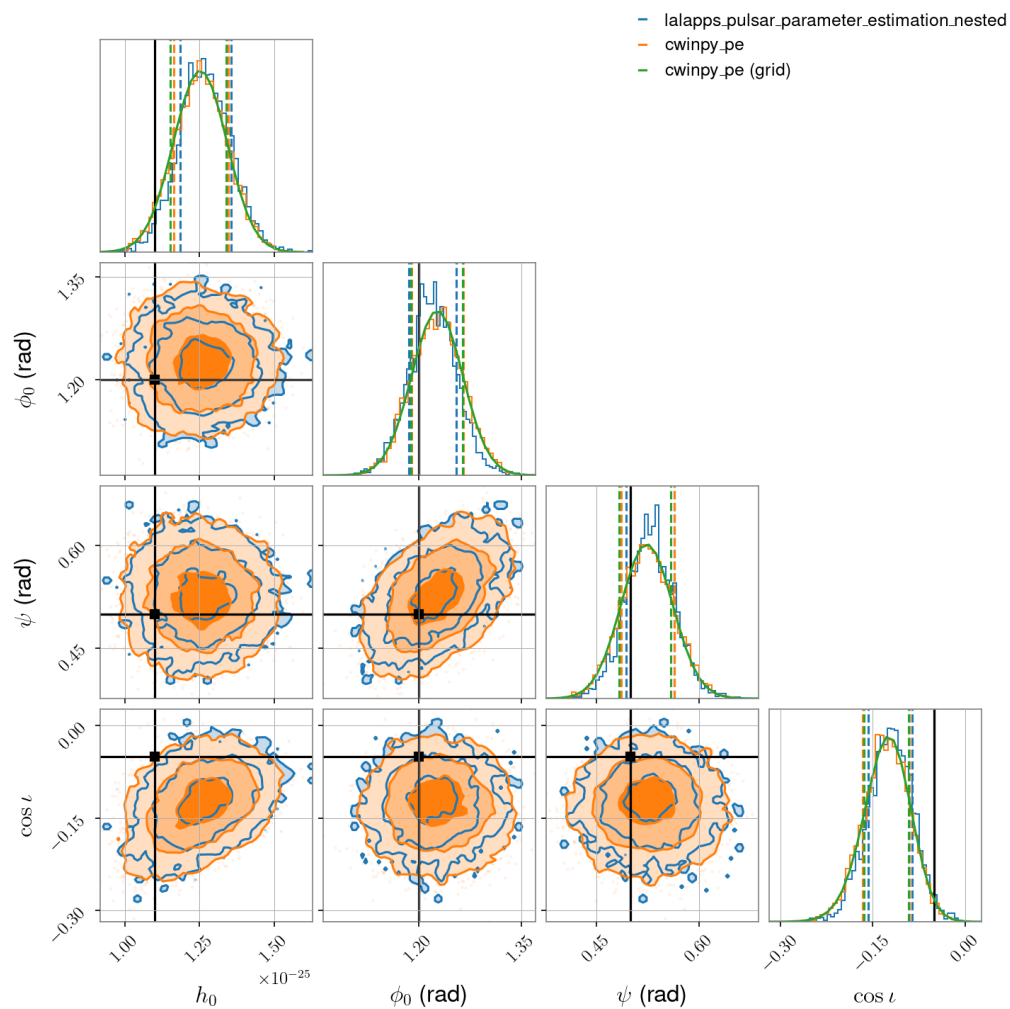 lalapps_pulsar_parameter_estimation_nested
cwinpy_pe
cwinpy_pe (grid)
1.35
1.20
ϕ₀ (rad)
0.60
0.45
ψ (rad)
0.00
−0.15
−0.30
cos ι
1.00 1.25 1.50
×10⁻²⁵
h₀
1.20 1.35
ϕ₀ (rad)
0.45 0.60
ψ (rad)
−0.30 −0.15 0.00
cos ι